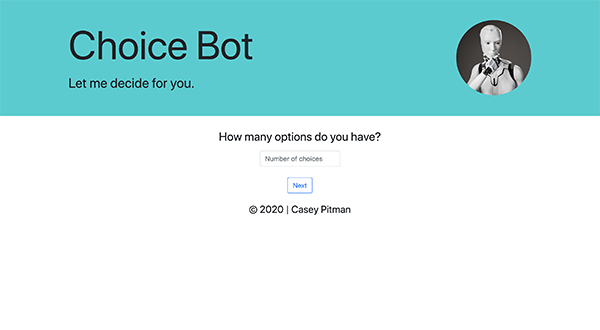 Choice Bot
Let me decide for you.
How many options do you have?
Number of choices
Next
© 2020 | Casey Pitman